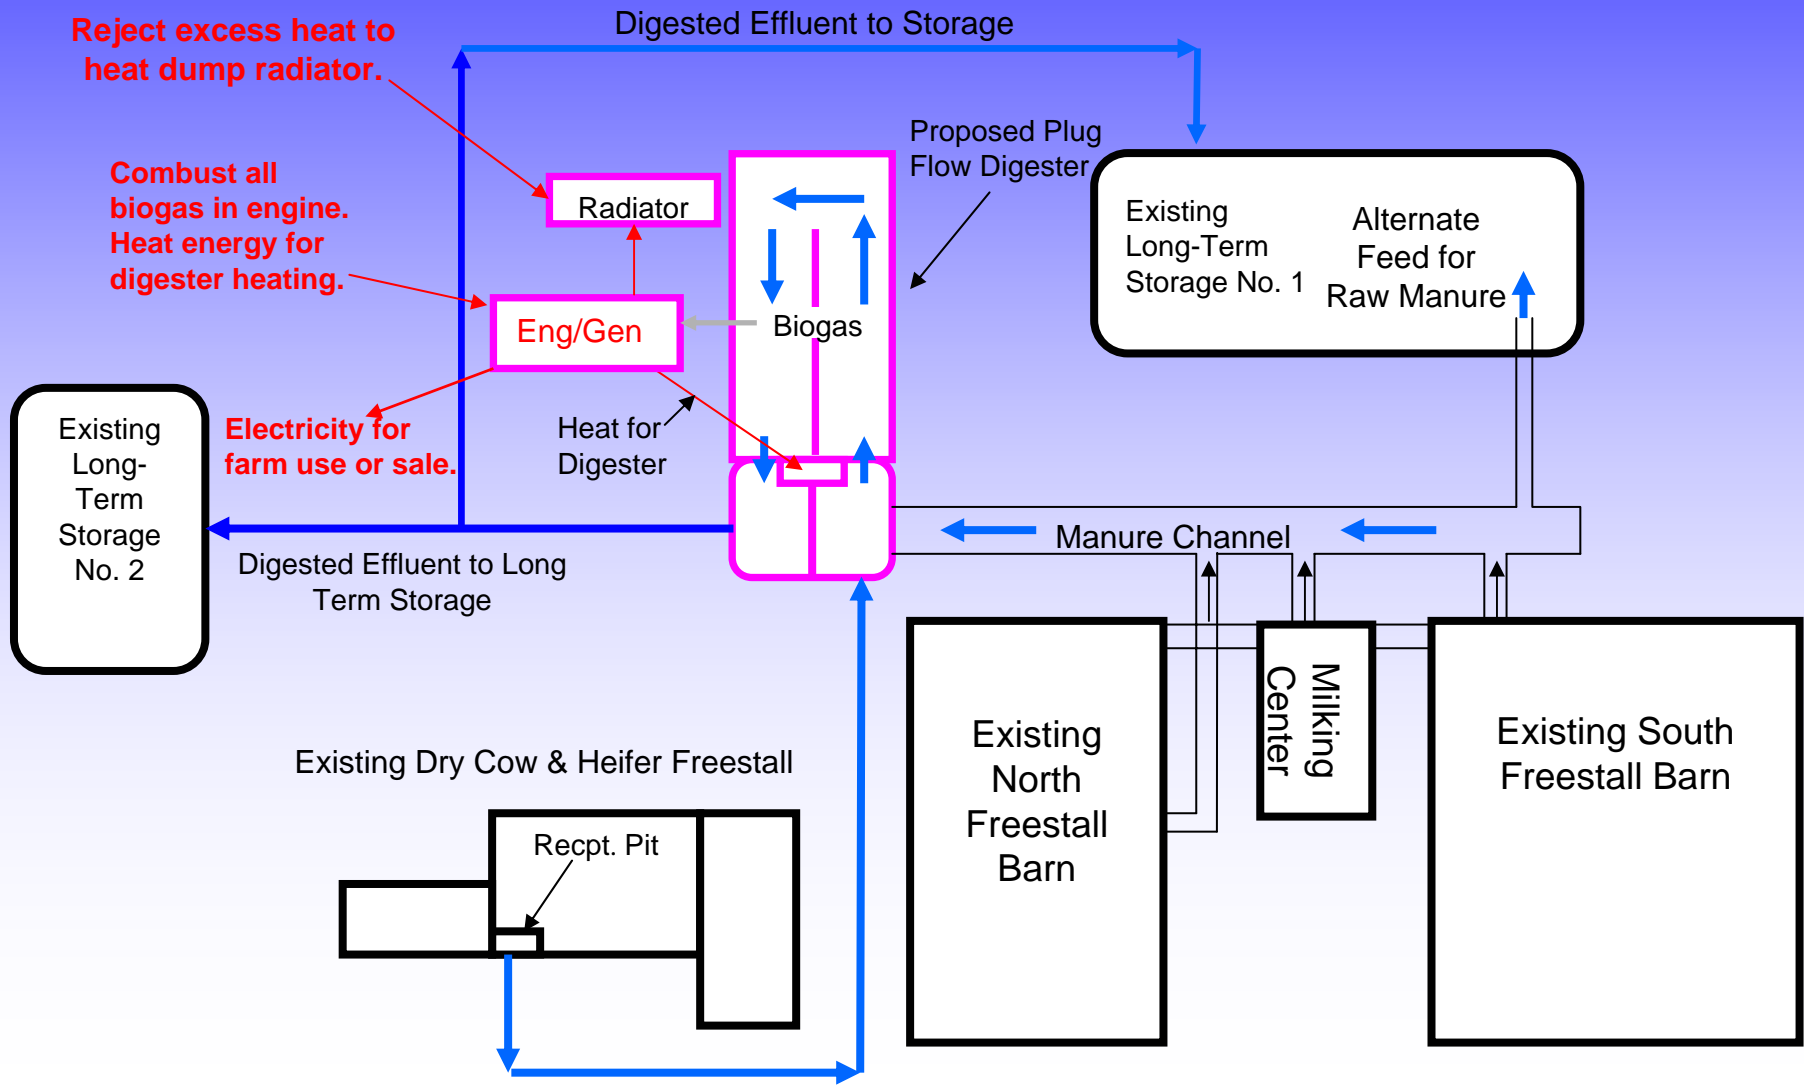 Reject excess heat to
heat dump radiator.
Digested Effluent to Storage
Combust all
biogas in engine.
Heat energy for
digester heating.
Radiator
Proposed Plug
Flow Digester
Existing
Long-Term
Storage No. 1
Alternate
Feed for
Raw Manure
Eng/Gen
Biogas
Existing
Long-
Term
Storage
No. 2
Electricity for
farm use or sale.
Heat for
Digester
Manure Channel
Digested Effluent to Long
Term Storage
Existing
North
Freestall
Barn
Milking
Center
Existing South
Freestall Barn
Existing Dry Cow & Heifer Freestall
Recpt. Pit